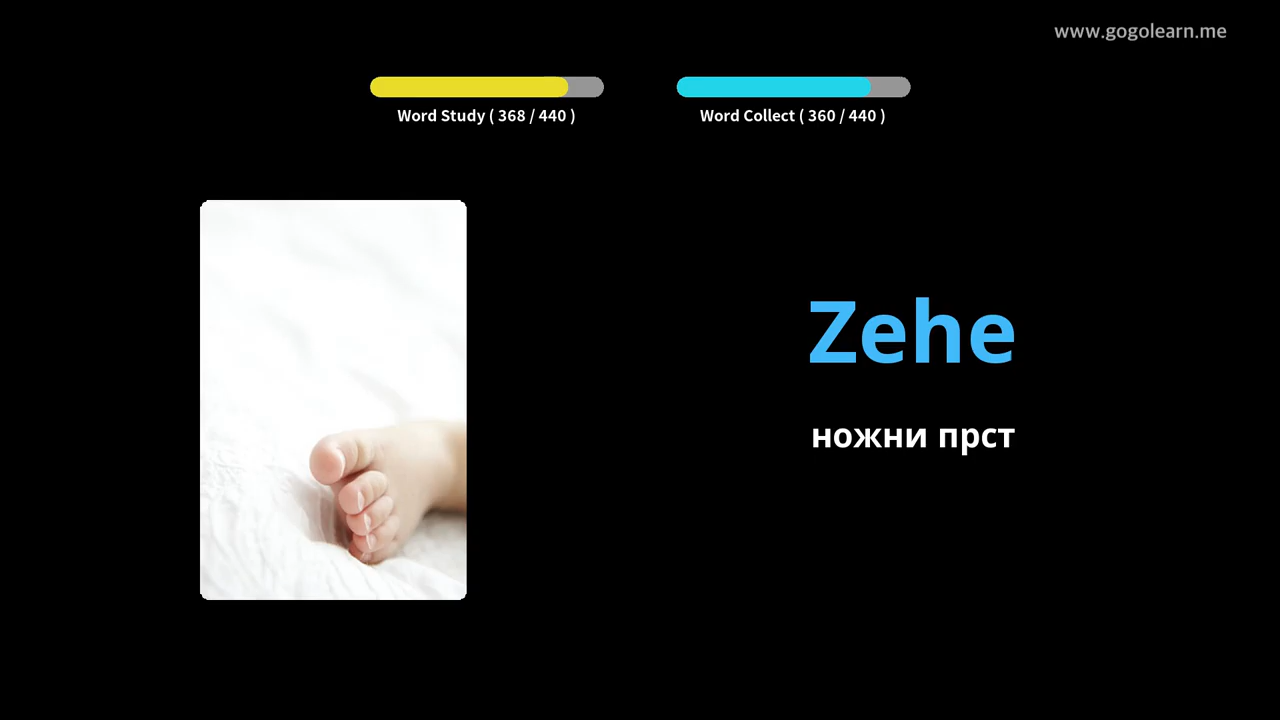 www.gogolearn.me
Word Study ( 368 / 440 )
Word Collect ( 360 / 440 )
Zehe
ножни прст